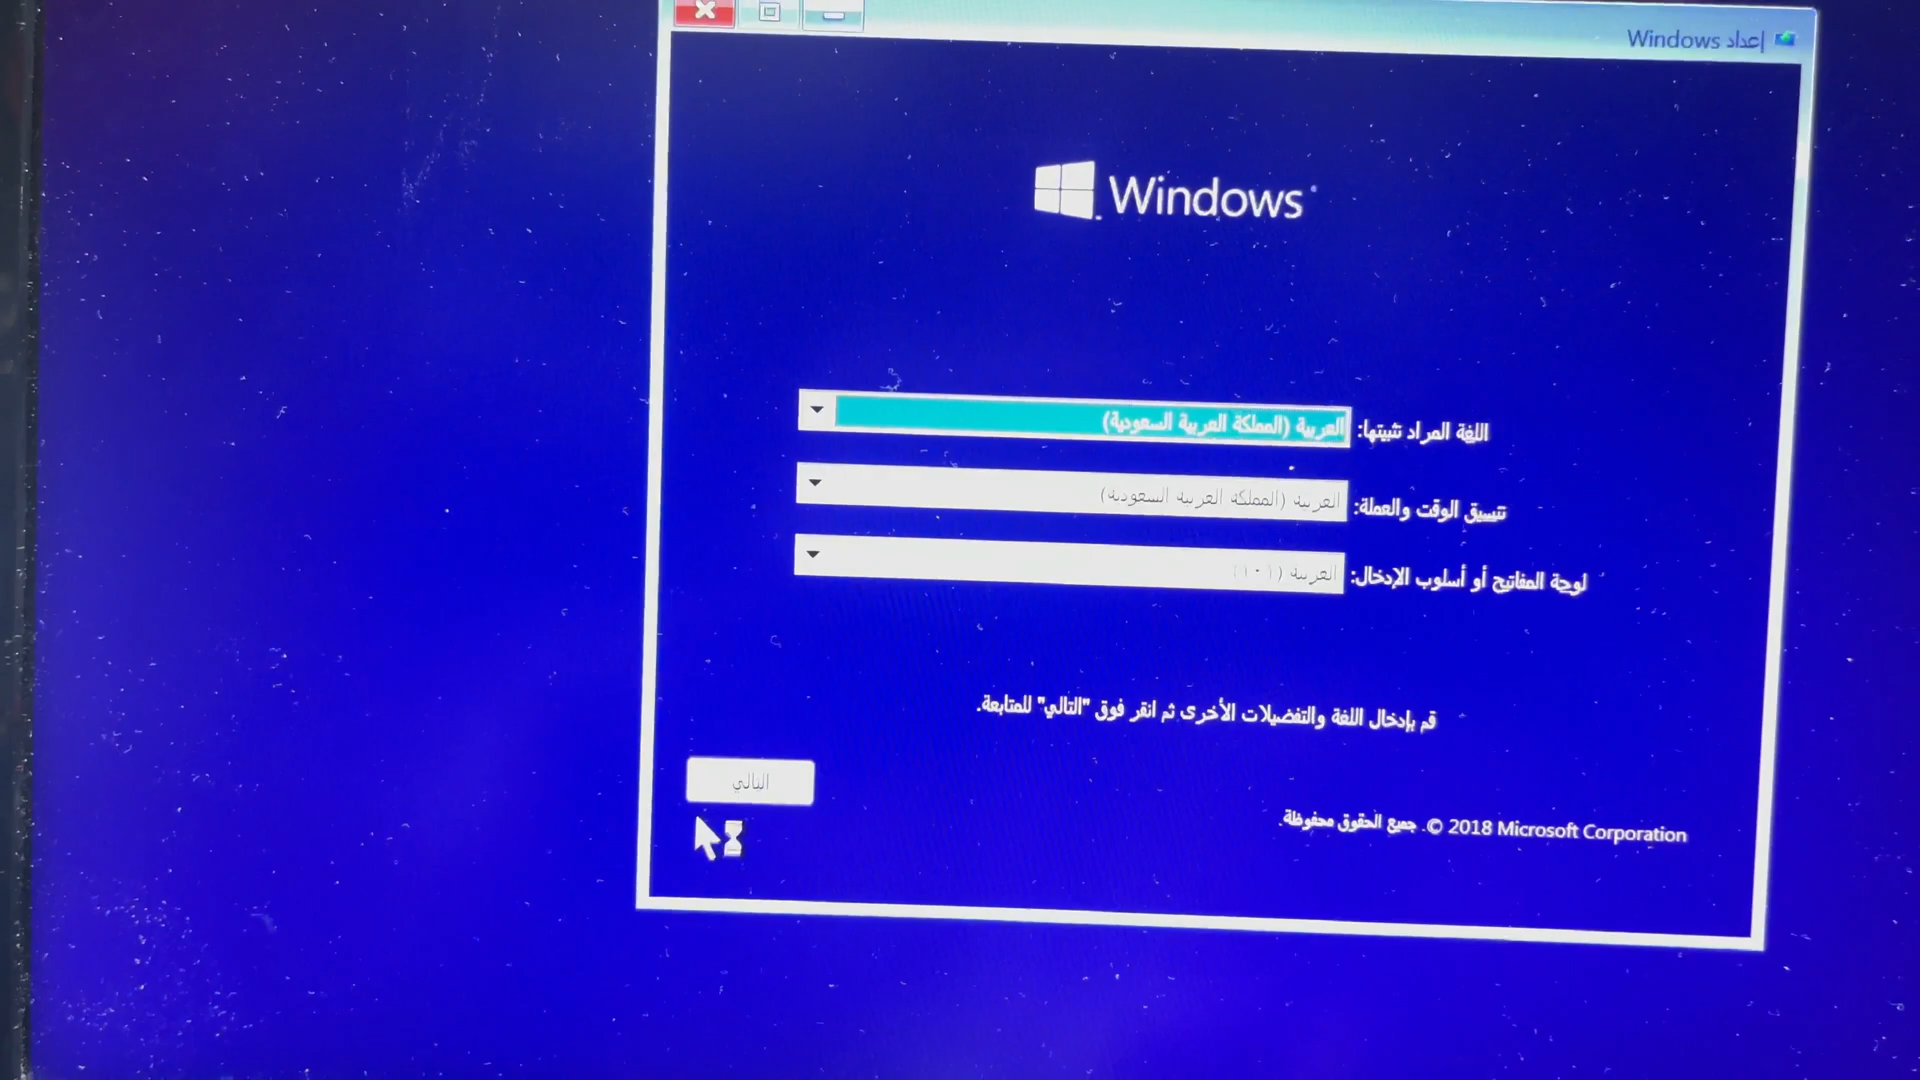 إعداد Windows
Windows
اللغة المراد تثبيتها: العربية (المملكة العربية السعودية)
تنسيق الوقت والعملة: العربية (المملكة العربية السعودية)
لوحة المفاتيح أو أسلوب الإدخال: العربية (١٠١)
قم بإدخال اللغة والتفضيلات الأخرى ثم انقر فوق "التالي" للمتابعة.
التالي
© 2018 Microsoft Corporation. جميع الحقوق محفوظة.